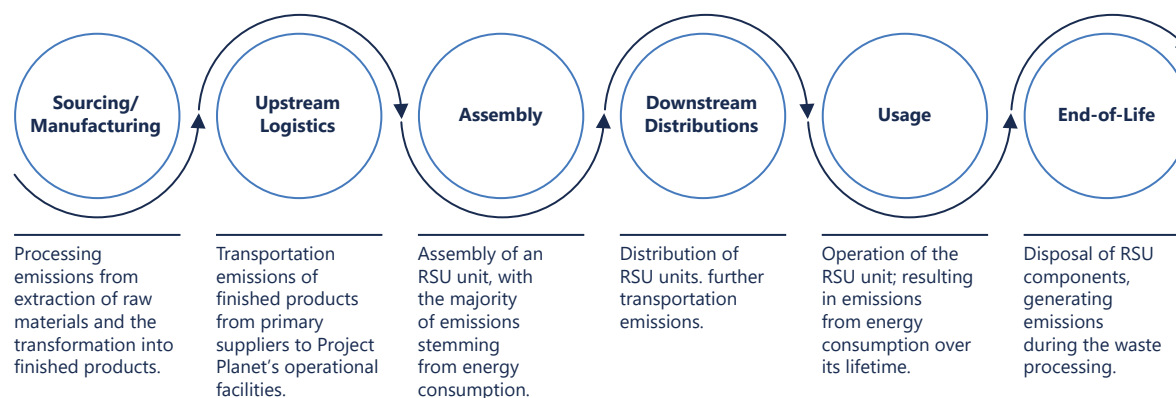 Sourcing/
Manufacturing
Upstream
Logistics
Assembly
Downstream
Distributions
Usage
End-of-Life
Processing
emissions from
extraction of raw
materials and the
transformation into
finished products.
Transportation
emissions of
finished products
from primary
suppliers to Project
Planet's operational
facilities.
Assembly of an
RSU unit, with
the majority
of emissions
stemming
from energy
consumption.
Distribution of
RSU units. further
transportation
emissions.
Operation of the
RSU unit; resulting
in emissions
from energy
consumption over
its lifetime.
Disposal of RSU
components,
generating
emissions
during the waste
processing.